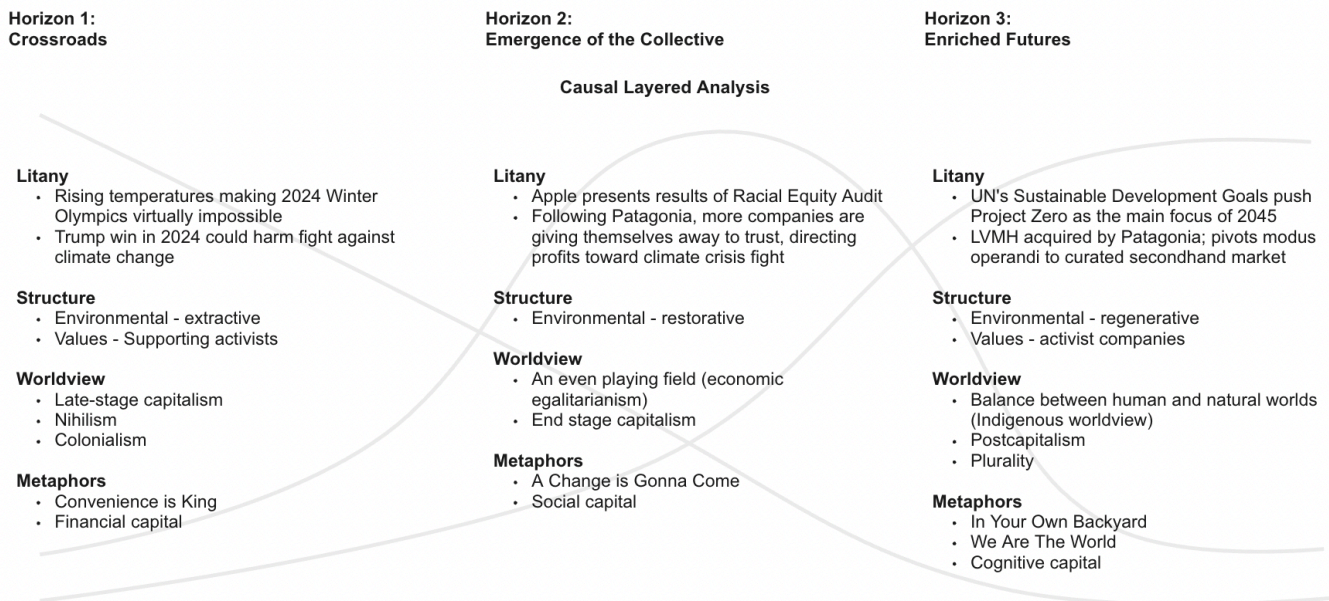 Horizon 1:
Crossroads
Horizon 2:
Emergence of the Collective
Horizon 3:
Enriched Futures
Causal Layered Analysis
Litany
• Rising temperatures making 2024 Winter
Olympics virtually impossible
• Trump win in 2024 could harm fight against
climate change
Structure
• Environmental - extractive
• Values - Supporting activists
Worldview
• Late-stage capitalism
• Nihilism
• Colonialism
Metaphors
• Convenience is King
• Financial capital
Litany
• Apple presents results of Racial Equity Audit
• Following Patagonia, more companies are
giving themselves away to trust, directing
profits toward climate crisis fight
Structure
• Environmental - restorative
Worldview
• An even playing field (economic
egalitarianism)
• End stage capitalism
Metaphors
• A Change is Gonna Come
• Social capital
Litany
• UN's Sustainable Development Goals push
Project Zero as the main focus of 2045
• LVMH acquired by Patagonia; pivots modus
operandi to curated secondhand market
Structure
• Environmental - regenerative
• Values - activist companies
Worldview
• Balance between human and natural worlds
(Indigenous worldview)
• Postcapitalism
• Plurality
Metaphors
• In Your Own Backyard
• We Are The World
• Cognitive capital